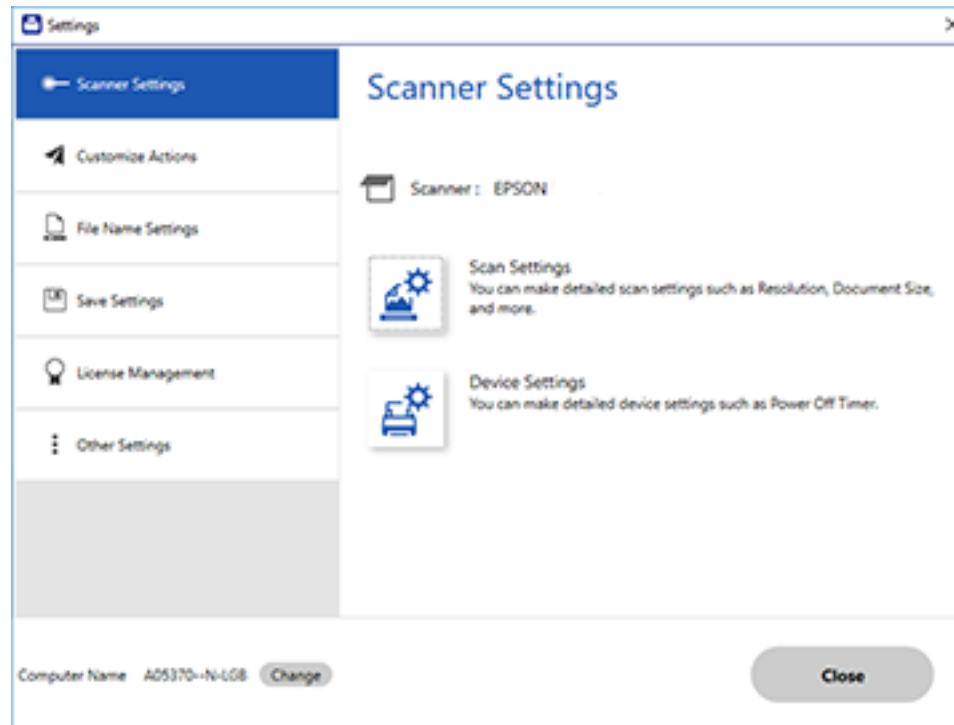 Settings
Scanner Settings
Customize Actions
File Name Settings
Save Settings
License Management
Other Settings
Scanner Settings
Scanner : EPSON
Scan Settings
You can make detailed scan settings such as Resolution, Document Size,
and more.
Device Settings
You can make detailed device settings such as Power Off Timer.
Computer Name A05370--N-LGB Change
Close